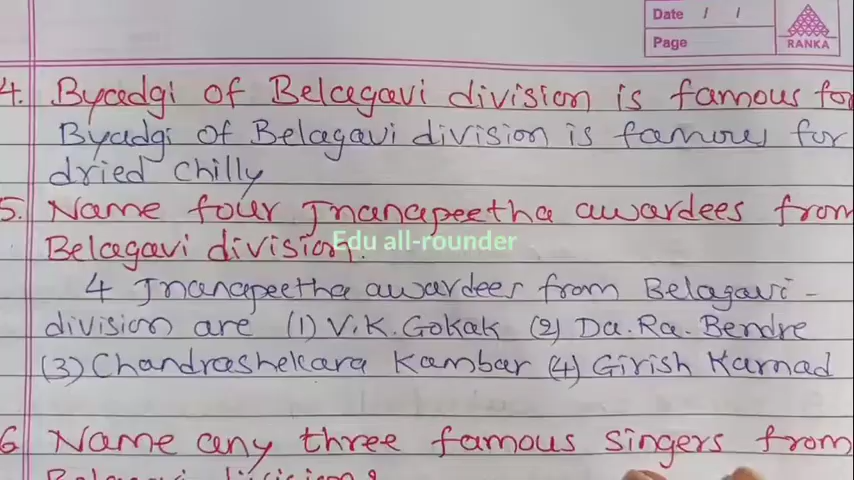 Date / /
Page
RANKA
4. Byadgi of Belagavi division is famous for
Byadgi of Belagavi division is famous for
dried chilly
5. Name four Jnanapeetha awardees from
Belagavi division.
Edu all-rounder
4 Jnanapeetha awardees from Belagavi-
division are (1) V.K. Gokak (2) Da. Ra. Bendre
(3) Chandrashekara Kambar (4) Girish Karnad
6 Name any three famous singers from
Belagavi division?